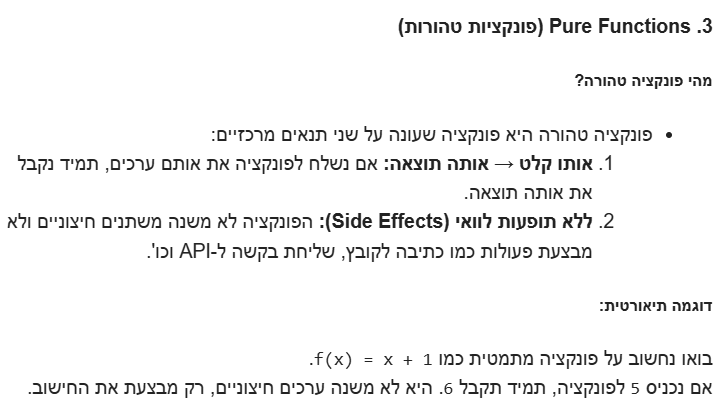 3. Pure Functions (פונקציות טהורות)
מהי פונקציה טהורה?
• פונקציה טהורה היא פונקציה שעונה על שני תנאים מרכזיים:
1. אותו קלט → אותה תוצאה: אם נשלח לפונקציה את אותם ערכים, תמיד נקבל
את אותה תוצאה.
2. ללא תופעות לוואי (Side Effects): הפונקציה לא משנה משתנים חיצוניים ולא
מבצעת פעולות כמו כתיבה לקובץ, שליחת בקשה ל-API וכו'.
דוגמה תיאורטית:
בואו נחשוב על פונקציה מתמטית כמו f(x) = x + 1.
אם נכניס 5 לפונקציה, תמיד תקבל 6. היא לא משנה ערכים חיצוניים, רק מבצעת את החישוב.